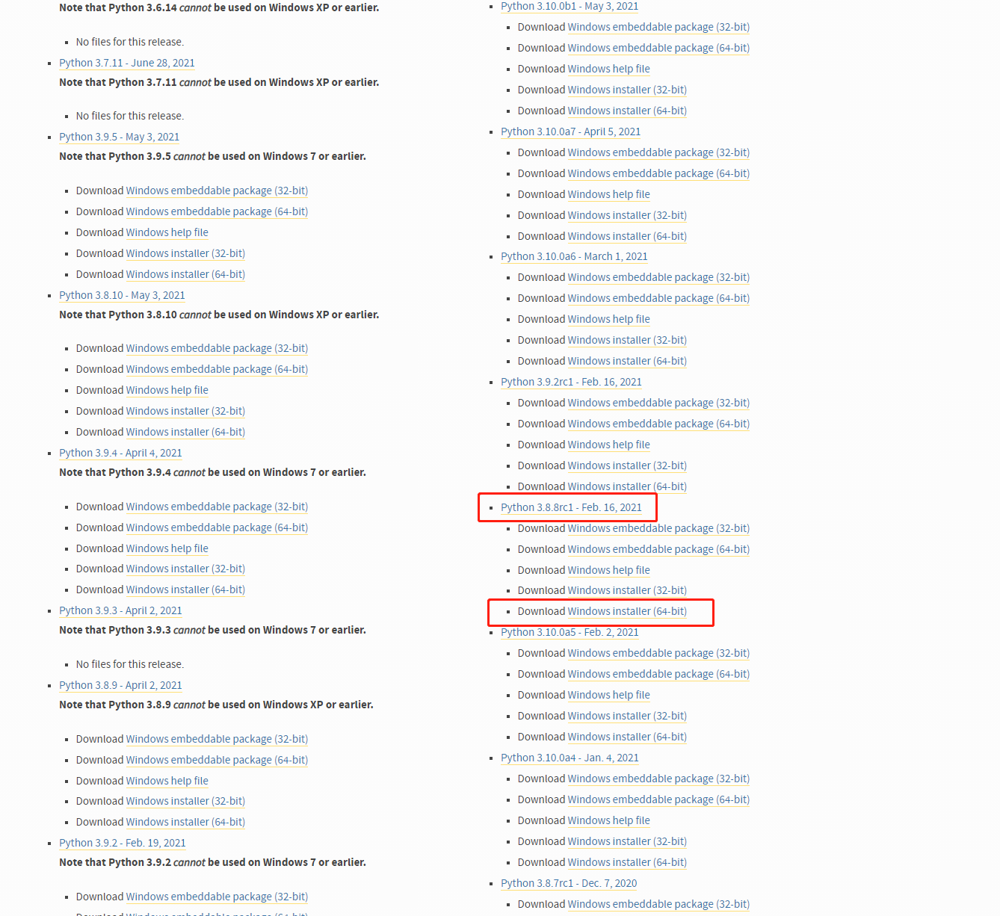 Note that Python 3.6.14 cannot be used on Windows XP or earlier.
No files for this release.
Python 3.7.11 - June 28, 2021
Note that Python 3.7.11 cannot be used on Windows XP or earlier.
No files for this release.
Python 3.9.5 - May 3, 2021
Note that Python 3.9.5 cannot be used on Windows 7 or earlier.
Download Windows embeddable package (32-bit)
Download Windows embeddable package (64-bit)
Download Windows help file
Download Windows installer (32-bit)
Download Windows installer (64-bit)
Python 3.8.10 - May 3, 2021
Note that Python 3.8.10 cannot be used on Windows XP or earlier.
Download Windows embeddable package (32-bit)
Download Windows embeddable package (64-bit)
Download Windows help file
Download Windows installer (32-bit)
Download Windows installer (64-bit)
Python 3.9.4 - April 4, 2021
Note that Python 3.9.4 cannot be used on Windows 7 or earlier.
Download Windows embeddable package (32-bit)
Download Windows embeddable package (64-bit)
Download Windows help file
Download Windows installer (32-bit)
Download Windows installer (64-bit)
Python 3.9.3 - April 2, 2021
Note that Python 3.9.3 cannot be used on Windows 7 or earlier.
No files for this release.
Python 3.8.9 - April 2, 2021
Note that Python 3.8.9 cannot be used on Windows XP or earlier.
Download Windows embeddable package (32-bit)
Download Windows embeddable package (64-bit)
Download Windows help file
Download Windows installer (32-bit)
Download Windows installer (64-bit)
Python 3.9.2 - Feb. 19, 2021
Note that Python 3.9.2 cannot be used on Windows 7 or earlier.
Download Windows embeddable package (32-bit)
Download Windows embeddable package (64-bit)
Python 3.10.0b1 - May 3, 2021
Download Windows embeddable package (32-bit)
Download Windows embeddable package (64-bit)
Download Windows help file
Download Windows installer (32-bit)
Download Windows installer (64-bit)
Python 3.10.0a7 - April 5, 2021
Download Windows embeddable package (32-bit)
Download Windows embeddable package (64-bit)
Download Windows help file
Download Windows installer (32-bit)
Download Windows installer (64-bit)
Python 3.10.0a6 - March 1, 2021
Download Windows embeddable package (32-bit)
Download Windows embeddable package (64-bit)
Download Windows help file
Download Windows installer (32-bit)
Download Windows installer (64-bit)
Python 3.9.2rc1 - Feb. 16, 2021
Download Windows embeddable package (32-bit)
Download Windows embeddable package (64-bit)
Download Windows help file
Download Windows installer (32-bit)
Download Windows installer (64-bit)
Python 3.8.8rc1 - Feb. 16, 2021
Download Windows embeddable package (32-bit)
Download Windows embeddable package (64-bit)
Download Windows help file
Download Windows installer (32-bit)
Download Windows installer (64-bit)
Python 3.10.0a5 - Feb. 2, 2021
Download Windows embeddable package (32-bit)
Download Windows embeddable package (64-bit)
Download Windows help file
Download Windows installer (32-bit)
Download Windows installer (64-bit)
Python 3.10.0a4 - Jan. 4, 2021
Download Windows embeddable package (32-bit)
Download Windows embeddable package (64-bit)
Download Windows help file
Download Windows installer (32-bit)
Download Windows installer (64-bit)
Python 3.8.7rc1 - Dec. 7, 2020
Download Windows embeddable package (32-bit)